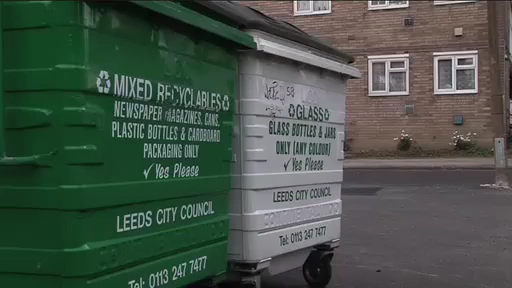 MIXED RECYCLABLES
NEWSPAPER MAGAZINES, CANS,
PLASTIC BOTTLES & CARDBOARD
PACKAGING ONLY
✓ Yes Please
LEEDS CITY COUNCIL
Tel: 0113 247 7477
58
GLASS
GLASS BOTTLES & JARS
ONLY (ANY COLOUR)
✓ Yes Please
LEEDS CITY COUNCIL
Tel: 0113 247 7477